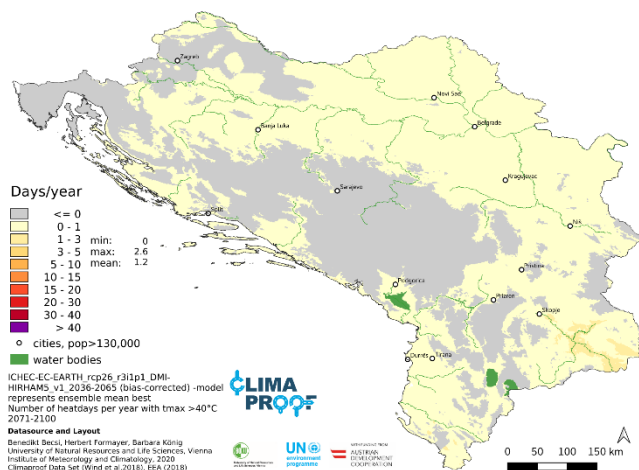 Zagreb
Novi Sad
Banja Luka
Belgrade
Sarajevo
Kragujevac
Split
Niš
Podgorica
Pristina
Prizren
Skopje
Durrës
Tirana
Days/year
<= 0
0 - 1
1 - 3
3 - 5
5 - 10
10 - 15
15 - 20
20 - 30
30 - 40
> 40
min: 0
max: 2.6
mean: 1.2
cities, pop>130,000
water bodies
ICHEC-EC-EARTH_rcp26_r3i1p1_DMI-
HIRHAM5_v1_2036-2065 (bias-corrected) -model
represents ensemble mean best
Number of heatdays per year with tmax >40°C
2071-2100
Datasource and Layout
Benedikt Becsi, Herbert Formayer, Barbara König
University of Natural Resources and Life Sciences, Vienna
Institute of Meteorology and Climatology, 2020
Climaproof Data Set (Wind et al.2018), EEA (2018)
CLIMA
PROOF
UN
environment
programme
AUSTRIAN
DEVELOPMENT
COOPERATION
0 50 100 150 km